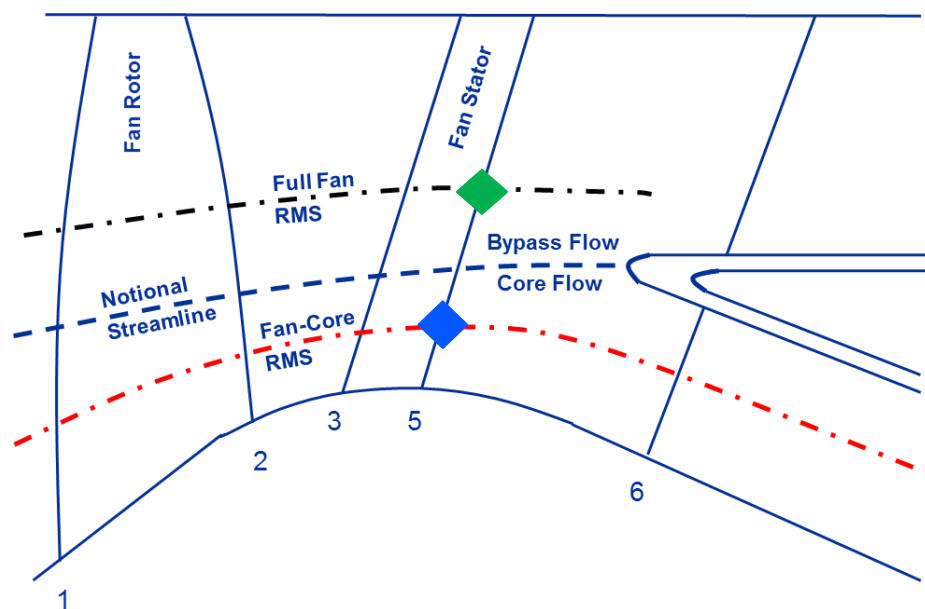 Fan Rotor
Fan Stator
Full Fan
RMS
Bypass Flow
Core Flow
Notional
Streamline
Fan-Core
RMS
1
2
3
5
6